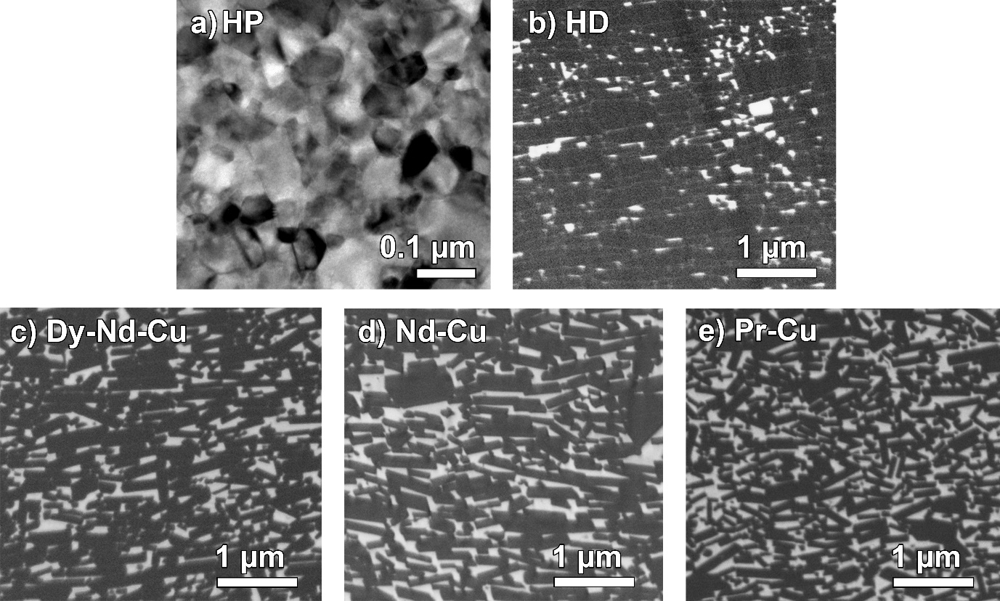 a) HP
b) HD
0.1 µm
1 µm
c) Dy-Nd-Cu
d) Nd-Cu
e) Pr-Cu
1 µm
1 µm
1 µm